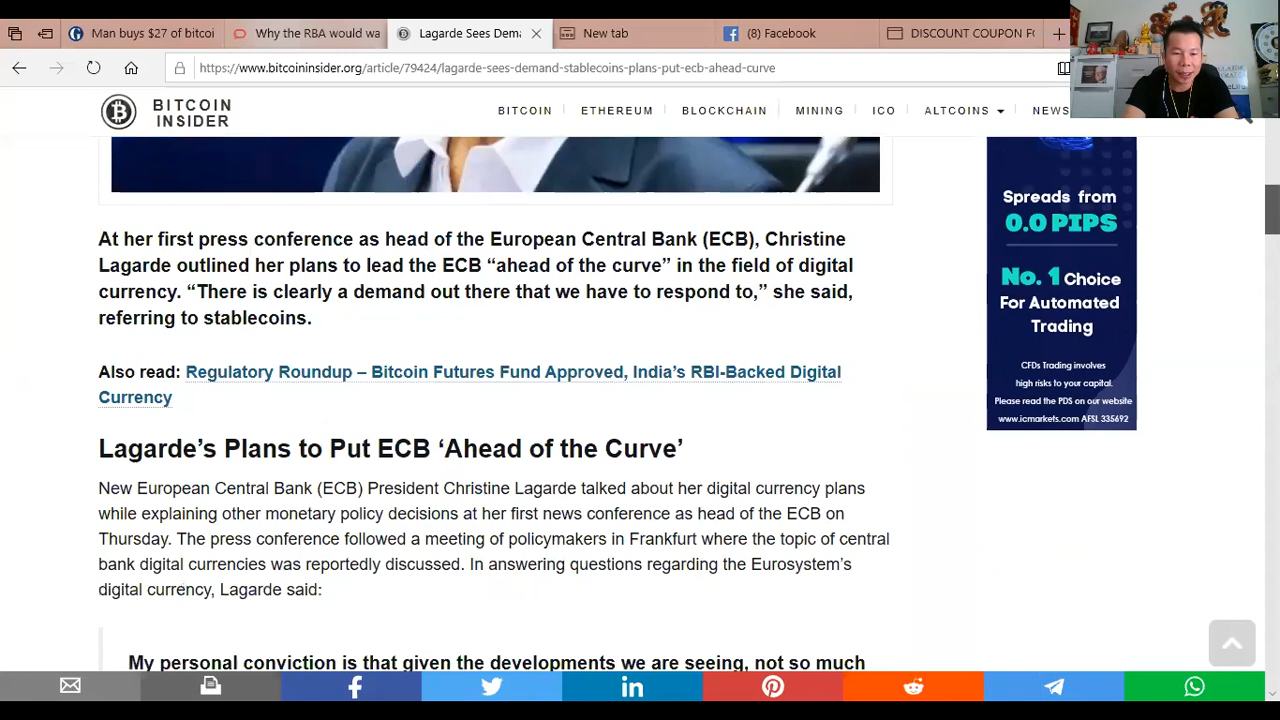 Man buys $27 of bitcoi
Why the RBA would wa
Lagarde Sees Dema
New tab
(8) Facebook
DISCOUNT COUPON FO
https://www.bitcoininsider.org/article/79424/lagarde-sees-demand-stablecoins-plans-put-ecb-ahead-curve
BITCOIN
INSIDER
BITCOIN
ETHEREUM
BLOCKCHAIN
MINING
ICO
ALTCOINS
NEWS
Spreads from
0.0 PIPS
No. 1 Choice
For Automated
Trading
CFDs Trading involves
high risks to your capital.
Please read the PDS on our website
www.icmarkets.com AFSL 335692
At her first press conference as head of the European Central Bank (ECB), Christine
Lagarde outlined her plans to lead the ECB “ahead of the curve” in the field of digital
currency. “There is clearly a demand out there that we have to respond to,” she said,
referring to stablecoins.
Also read: Regulatory Roundup – Bitcoin Futures Fund Approved, India’s RBI-Backed Digital
Currency
Lagarde’s Plans to Put ECB ‘Ahead of the Curve’
New European Central Bank (ECB) President Christine Lagarde talked about her digital currency plans
while explaining other monetary policy decisions at her first news conference as head of the ECB on
Thursday. The press conference followed a meeting of policymakers in Frankfurt where the topic of central
bank digital currencies was reportedly discussed. In answering questions regarding the Eurosystem’s
digital currency, Lagarde said:
My personal conviction is that given the developments we are seeing, not so much